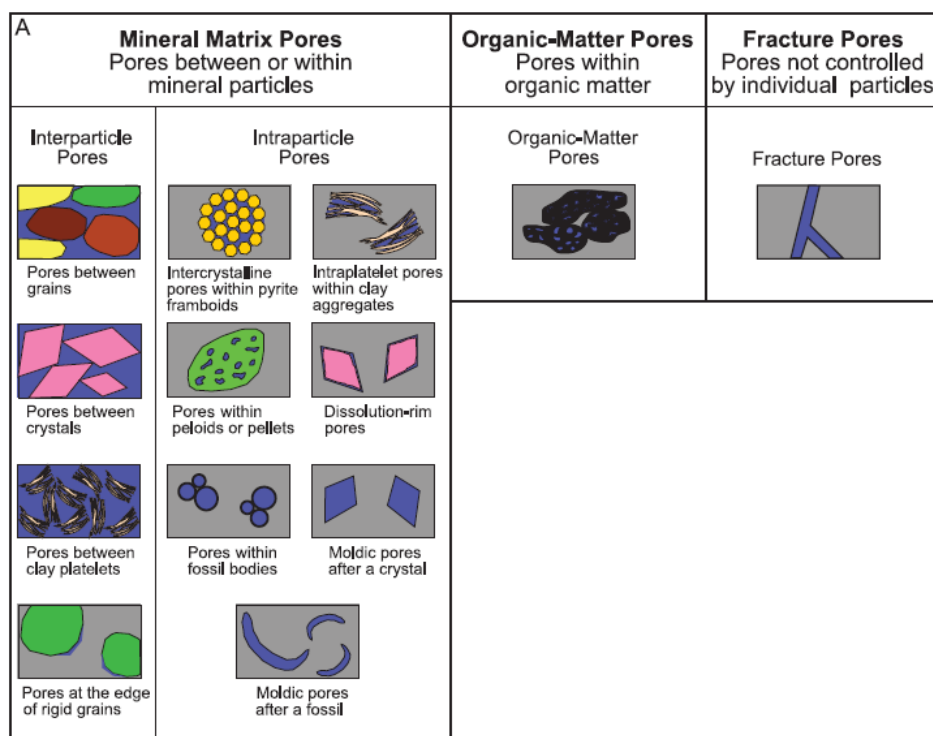 A
Mineral Matrix Pores
Pores between or within
mineral particles
Organic-Matter Pores
Pores within
organic matter
Fracture Pores
Pores not controlled
by individual particles
Interparticle
Pores
Intraparticle
Pores
Organic-Matter
Pores
Fracture Pores
Pores between
grains
Intercrystalline
pores within pyrite
framboids
Intraplatelet pores
within clay
aggregates
Pores between
crystals
Pores within
peloids or pellets
Dissolution-rim
pores
Pores between
clay platelets
Pores within
fossil bodies
Moldic pores
after a crystal
Pores at the edge
of rigid grains
Moldic pores
after a fossil